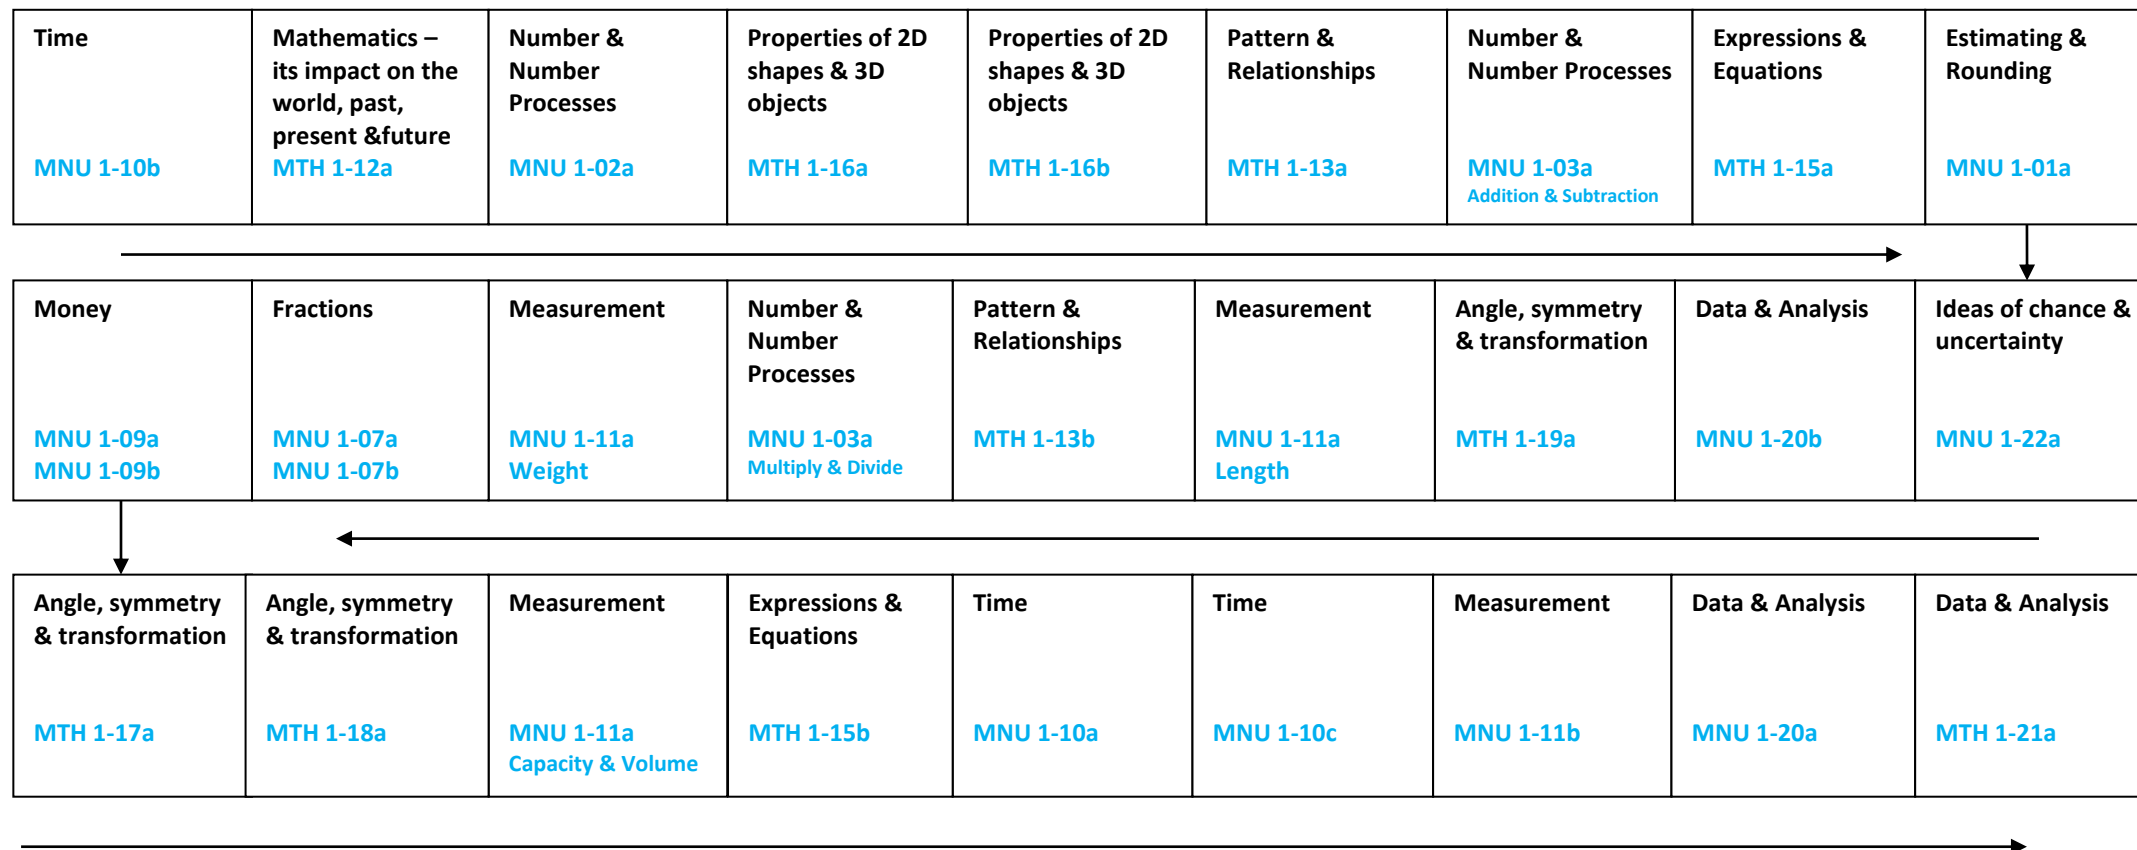 Time
MNU 1-10b
Mathematics –
its impact on the
world, past,
present &future
MTH 1-12a
Number &
Number
Processes
MNU 1-02a
Properties of 2D
shapes & 3D
objects
MTH 1-16a
Properties of 2D
shapes & 3D
objects
MTH 1-16b
Pattern &
Relationships
MTH 1-13a
Number &
Number Processes
MNU 1-03a
Addition & Subtraction
Expressions &
Equations
MTH 1-15a
Estimating &
Rounding
MNU 1-01a
Money
MNU 1-09a
MNU 1-09b
Fractions
MNU 1-07a
MNU 1-07b
Measurement
MNU 1-11a
Weight
Number &
Number
Processes
MNU 1-03a
Multiply & Divide
Pattern &
Relationships
MTH 1-13b
Measurement
MNU 1-11a
Length
Angle, symmetry
& transformation
MTH 1-19a
Data & Analysis
MNU 1-20b
Ideas of chance &
uncertainty
MNU 1-22a
Angle, symmetry
& transformation
MTH 1-17a
Angle, symmetry
& transformation
MTH 1-18a
Measurement
MNU 1-11a
Capacity & Volume
Expressions &
Equations
MTH 1-15b
Time
MNU 1-10a
Time
MNU 1-10c
Measurement
MNU 1-11b
Data & Analysis
MNU 1-20a
Data & Analysis
MTH 1-21a